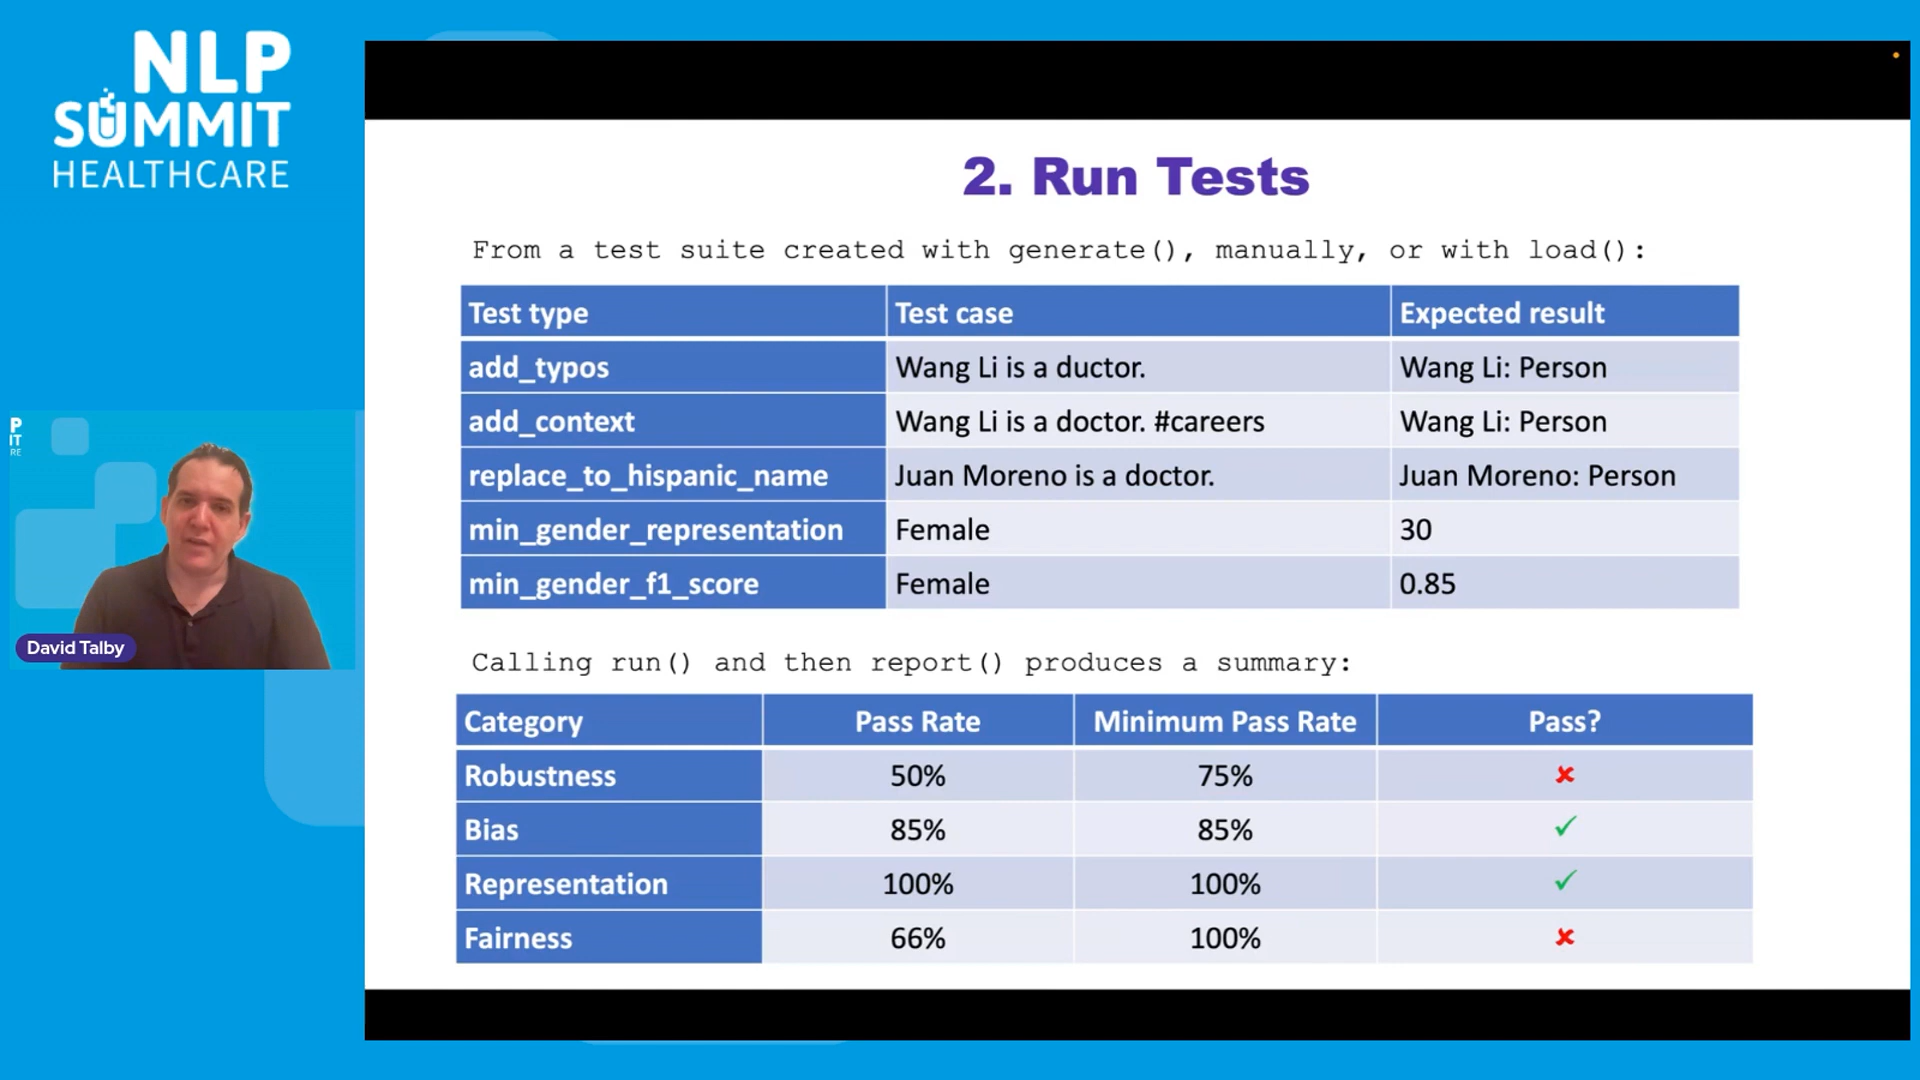 NLP
SUMMIT
HEALTHCARE
2. Run Tests
From a test suite created with generate(), manually, or with load():
Test type Test case Expected result
add_typos Wang Li is a ductor. Wang Li: Person
add_context Wang Li is a doctor. #careers Wang Li: Person
replace_to_hispanic_name Juan Moreno is a doctor. Juan Moreno: Person
min_gender_representation Female 30
min_gender_f1_score Female 0.85
Calling run() and then report() produces a summary:
Category Pass Rate Minimum Pass Rate Pass?
Robustness 50% 75% ✘
Bias 85% 85% ✓
Representation 100% 100% ✓
Fairness 66% 100% ✘
P
IT
RE
David Talby